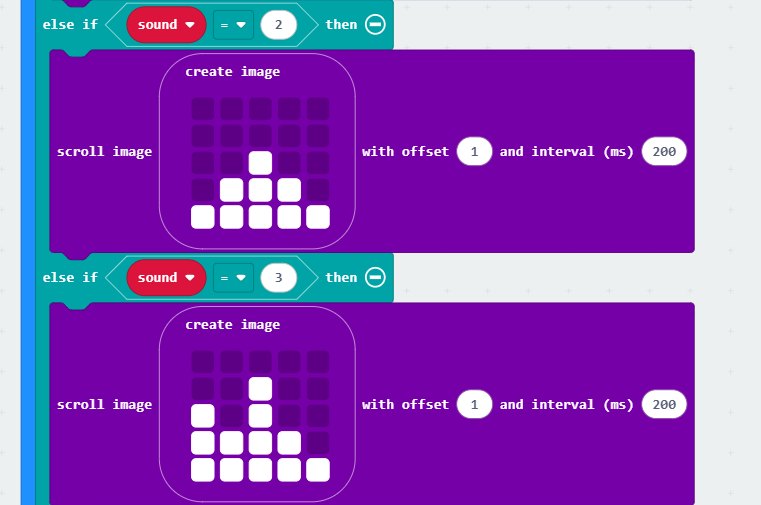 else if sound = 2 then
create image
scroll image with offset 1 and interval (ms) 200
else if sound = 3 then
create image
scroll image with offset 1 and interval (ms) 200